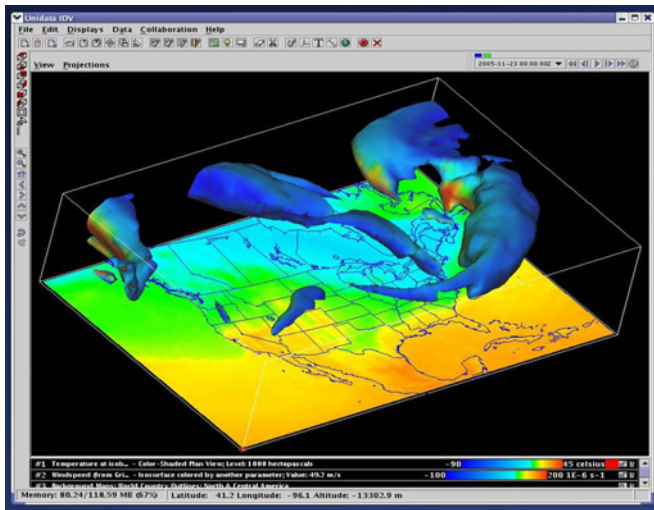 Unidata IDV
File Edit Displays Data Collaboration Help
View Projections
2005-11-23 00:00:00Z
#1 Temperature at isob... - Color-Shaded Plan View; Level: 1000 hectopascals
-90 45 celsius
#2 Windspeed (from Gri... - Isosurface colored by another parameter; Value: 49.2 m/s
-100 200 1E-6 s-1
#3 Background Maps: World Country Outlines; North & Central America
Memory: 80.24/118.59 MB (67%) Latitude: 41.2 Longitude: -96.1 Altitude: -13302.9 m